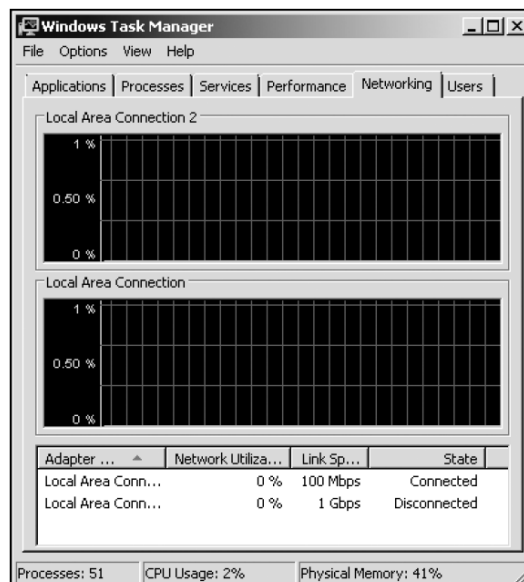 Windows Task Manager
File Options View Help
Applications Processes Services Performance Networking Users
Local Area Connection 2
1 %
0.50 %
0 %
Local Area Connection
1 %
0.50 %
0 %
Adapter ... Network Utiliza... Link Sp... State
Local Area Conn... 0 % 100 Mbps Connected
Local Area Conn... 0 % 1 Gbps Disconnected
Processes: 51 CPU Usage: 2% Physical Memory: 41%